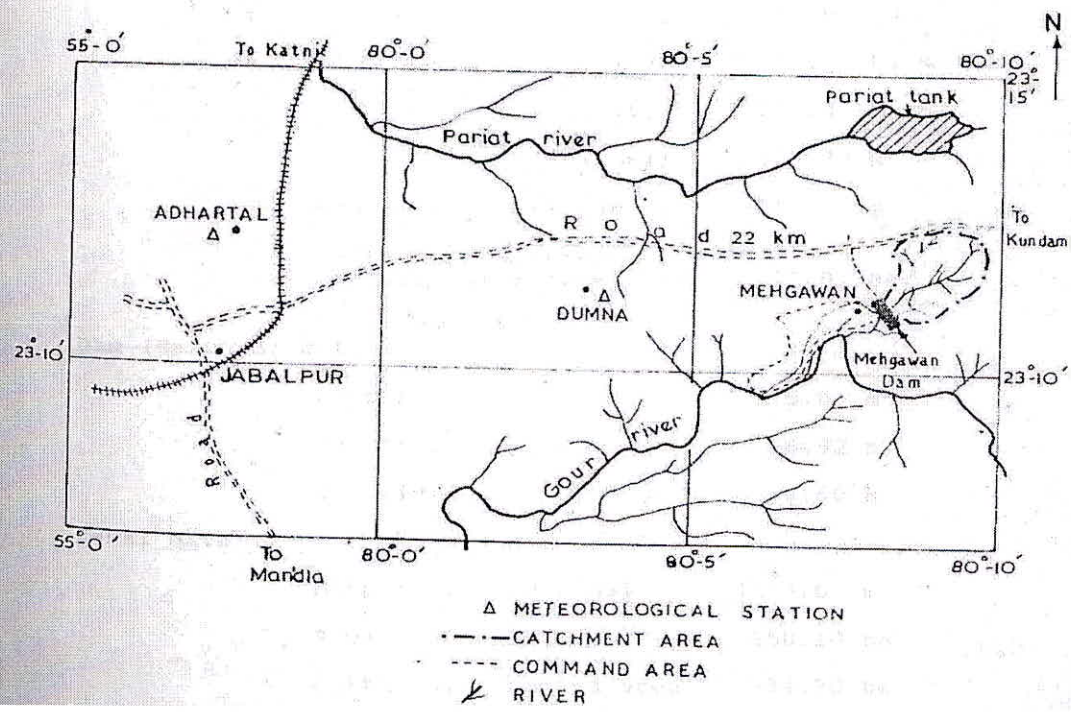 N
55°-0′ To Katni 80°-0′ 80°-5′ 80°-10′
23°-15′
Pariat tank
Pariat river
ADHARTAL
Road 22 km
To Kundam
MEHGAWAN
DUMNA
23°-10′
JABALPUR
Mehgawan Dam
23°-10′
Road
Gour river
55°-0′ To Mandla 80°-0′ 80°-5′ 80°-10′
Δ METEOROLOGICAL STATION
CATCHMENT AREA
COMMAND AREA
RIVER